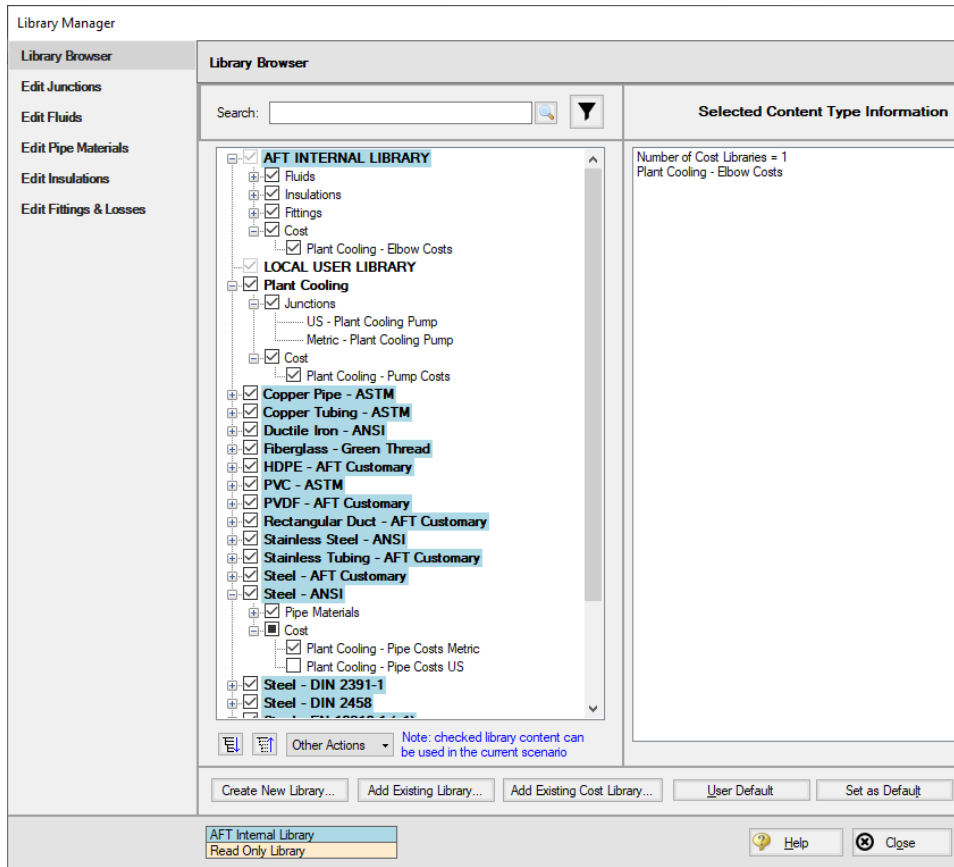 Library Manager
Library Browser
Edit Junctions
Edit Fluids
Edit Pipe Materials
Edit Insulations
Edit Fittings & Losses
Library Browser
Search:
AFT INTERNAL LIBRARY
Fluids
Insulations
Fittings
Cost
Plant Cooling - Elbow Costs
LOCAL USER LIBRARY
Plant Cooling
Junctions
US - Plant Cooling Pump
Metric - Plant Cooling Pump
Cost
Plant Cooling - Pump Costs
Copper Pipe - ASTM
Copper Tubing - ASTM
Ductile Iron - ANSI
Fiberglass - Green Thread
HDPE - AFT Customary
PVC - ASTM
PVDF - AFT Customary
Rectangular Duct - AFT Customary
Stainless Steel - ANSI
Stainless Tubing - AFT Customary
Steel - AFT Customary
Steel - ANSI
Pipe Materials
Cost
Plant Cooling - Pipe Costs Metric
Plant Cooling - Pipe Costs US
Steel - DIN 2391-1
Steel - DIN 2458
Other Actions
Note: checked library content can
be used in the current scenario
Selected Content Type Information
Number of Cost Libraries = 1
Plant Cooling - Elbow Costs
Create New Library...
Add Existing Library...
Add Existing Cost Library...
User Default
Set as Default
AFT Internal Library
Read Only Library
Help
Close